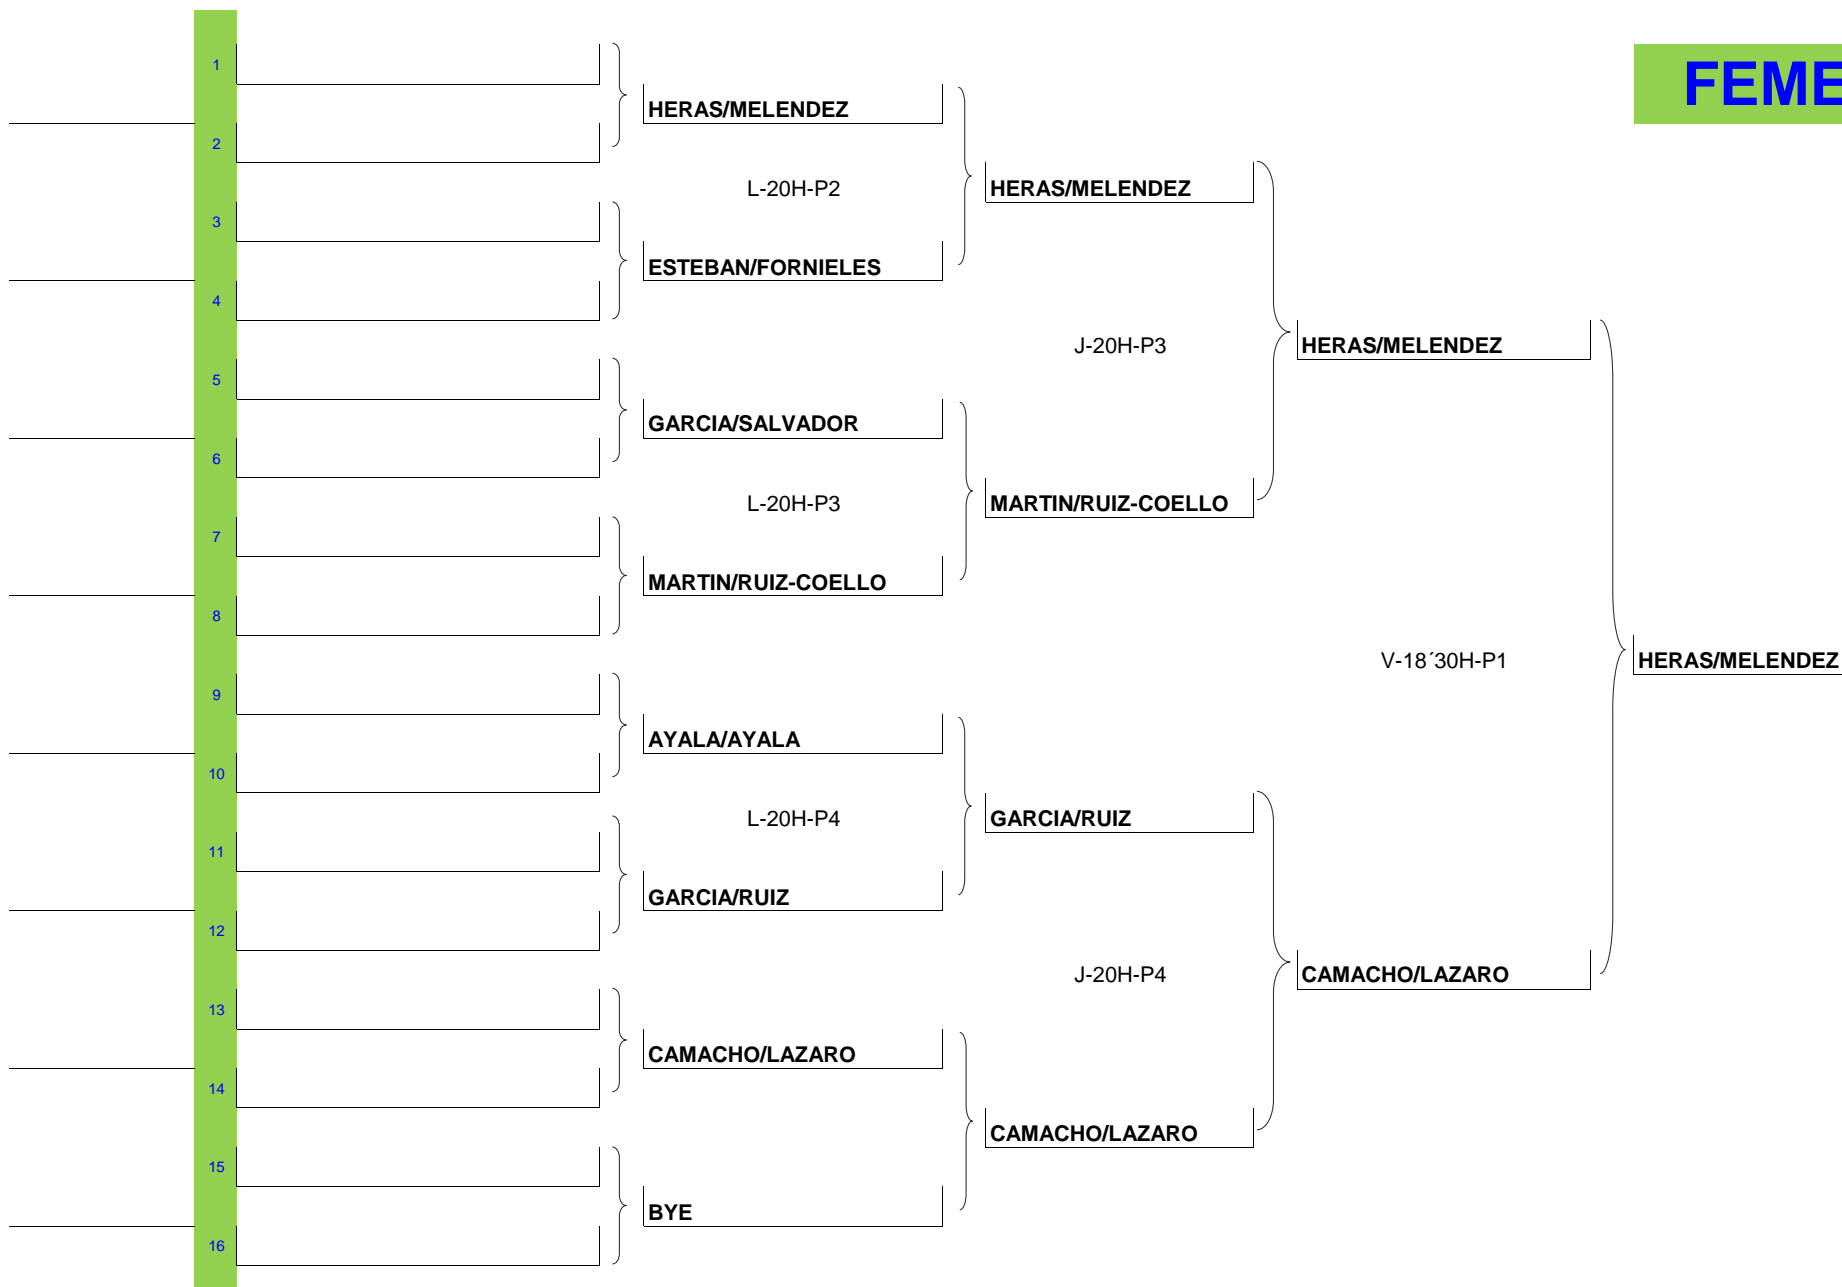 FEME
1
HERAS/MELENDEZ
2
L-20H-P2
HERAS/MELENDEZ
3
ESTEBAN/FORNIELES
4
J-20H-P3
HERAS/MELENDEZ
5
GARCIA/SALVADOR
6
L-20H-P3
MARTIN/RUIZ-COELLO
7
MARTIN/RUIZ-COELLO
8
V-18´30H-P1
HERAS/MELENDEZ
9
AYALA/AYALA
10
L-20H-P4
GARCIA/RUIZ
11
GARCIA/RUIZ
12
J-20H-P4
CAMACHO/LAZARO
13
CAMACHO/LAZARO
14
CAMACHO/LAZARO
15
BYE
16